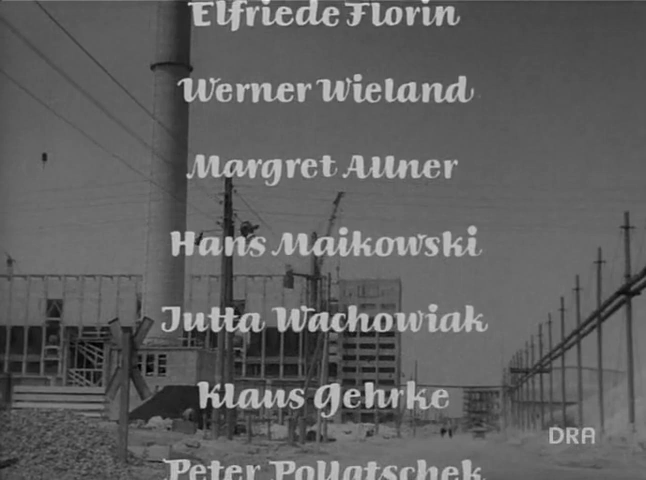 Elfriede Florin
Werner Wieland
Margret Allner
Hans Maikowski
Jutta Wachowiak
Klaus Gehrke
DRA
Peter Pollatschek